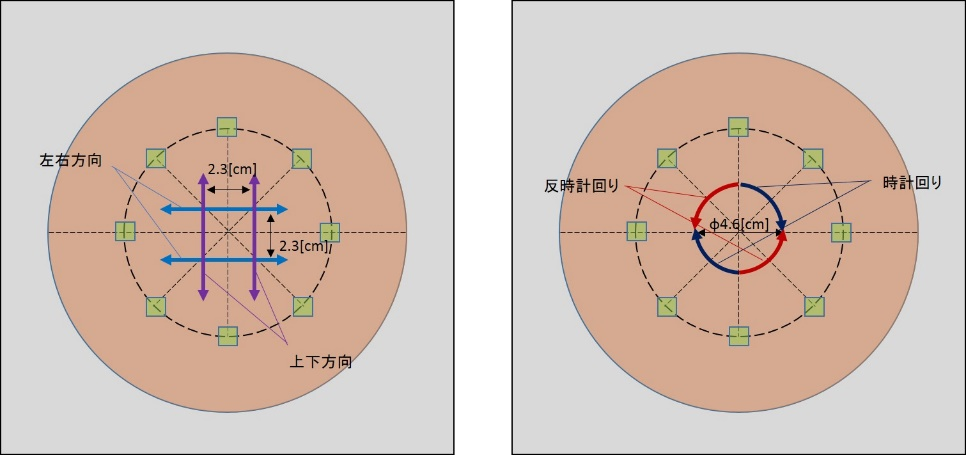 左右方向
2.3[cm]
2.3[cm]
上下方向
反時計回り
時計回り
φ4.6[cm]